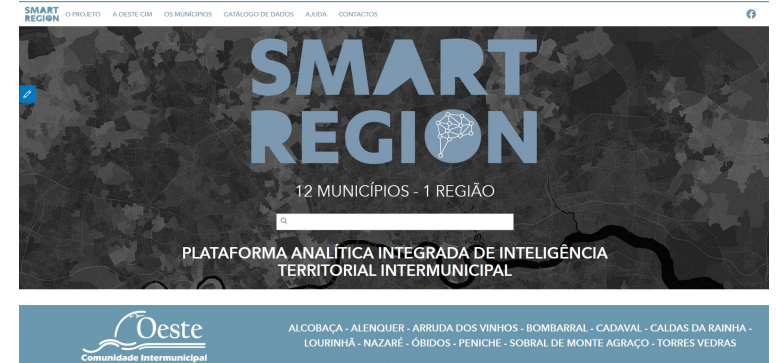 SMART
REGION
O PROJETO A OESTE CIM OS MUNÍCIPIOS CATÁLOGO DE DADOS AJUDA CONTACTOS
SMART
REGION
12 MUNICÍPIOS - 1 REGIÃO
PLATAFORMA ANALÍTICA INTEGRADA DE INTELIGÊNCIA
TERRITORIAL INTERMUNICIPAL
Oeste
Comunidade Intermunicipal
ALCOBAÇA - ALENQUER - ARRUDA DOS VINHOS - BOMBARRAL - CADAVAL - CALDAS DA RAINHA -
LOURINHÃ - NAZARÉ - ÓBIDOS - PENICHE - SOBRAL DE MONTE AGRAÇO - TORRES VEDRAS